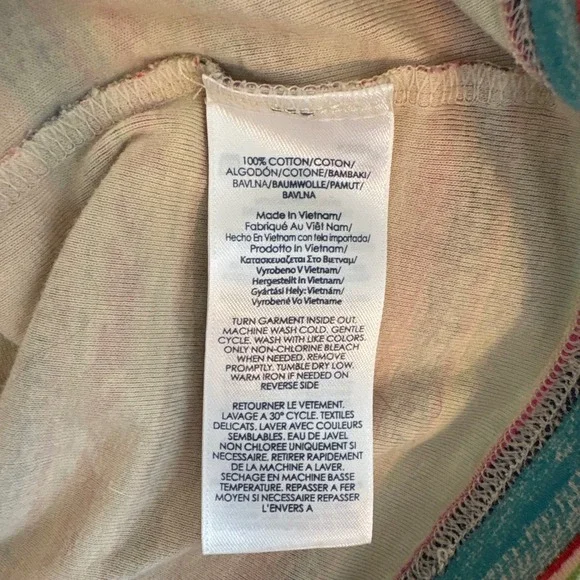 100% COTTON/COTON/
ALGODÓN/COTONE/BAMBAKI/
BAVLNA/BAUMWOLLE/PAMUT/
BAVLNA
Made In Vietnam/
Fabriqué Au Viêt Nam/
Hecho En Vietnam con tela importada/
Prodotto In Vietnam/
Κατασκευαζεται Στο Βιετναμ/
Vyrobeno V Vietnam/
Hergestellt In Vietnam/
Gyártási Hely: Vietnám/
Vyrobené Vo Vietname
TURN GARMENT INSIDE OUT.
MACHINE WASH COLD. GENTLE
CYCLE. WASH WITH LIKE COLORS.
ONLY NON-CHLORINE BLEACH
WHEN NEEDED. REMOVE
PROMPTLY. TUMBLE DRY LOW.
WARM IRON IF NEEDED ON
REVERSE SIDE
RETOURNER LE VETEMENT.
LAVAGE A 30° CYCLE. TEXTILES
DELICATS, LAVER AVEC COULEURS
SEMBLABLES. EAU DE JAVEL
NON CHLOREE UNIQUEMENT SI
NECESSAIRE. RETIRER RAPIDEMENT
DE LA MACHINE A LAVER.
SECHAGE EN MACHINE BASSE
TEMPERATURE. REPASSER A FER
MOYEN SI NECESSAIRE REPASSER
L'ENVERS A